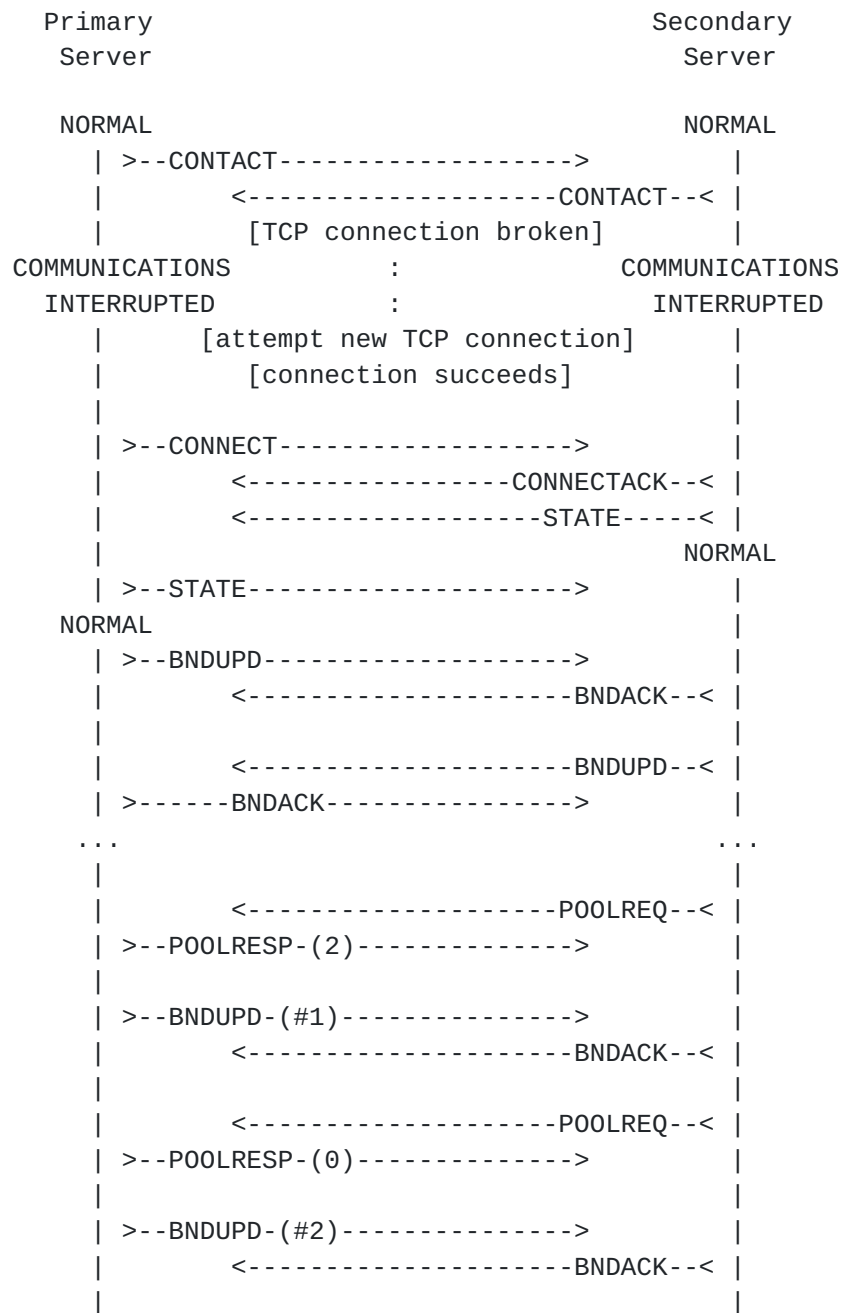 Primary                                Secondary
   Server                                  Server

   NORMAL                                  NORMAL
     | >--CONTACT------------------->         |
     |        <--------------------CONTACT--< |
     |         [TCP connection broken]        |
COMMUNICATIONS          :              COMMUNICATIONS
  INTERRUPTED           :                INTERRUPTED
     |      [attempt new TCP connection]      |
     |         [connection succeeds]          |
     |                                        |
     | >--CONNECT------------------->         |
     |        <-----------------CONNECTACK--< |
     |        <-------------------STATE-----< |
     |                                     NORMAL
     | >--STATE--------------------->         |
   NORMAL                                     |
     | >--BNDUPD-------------------->         |
     |        <---------------------BNDACK--< |
     |                                        |
     |        <---------------------BNDUPD--< |
     | >------BNDACK---------------->         |
    ...                                      ...
     |                                        |
     |        <--------------------POOLREQ--< |
     | >--POOLRESP-(2)-------------->         |
     |                                        |
     | >--BNDUPD-(#1)--------------->         |
     |        <---------------------BNDACK--< |
     |                                        |
     |        <--------------------POOLREQ--< |
     | >--POOLRESP-(0)-------------->         |
     |                                        |
     | >--BNDUPD-(#2)--------------->         |
     |        <---------------------BNDACK--< |
     |                                        |